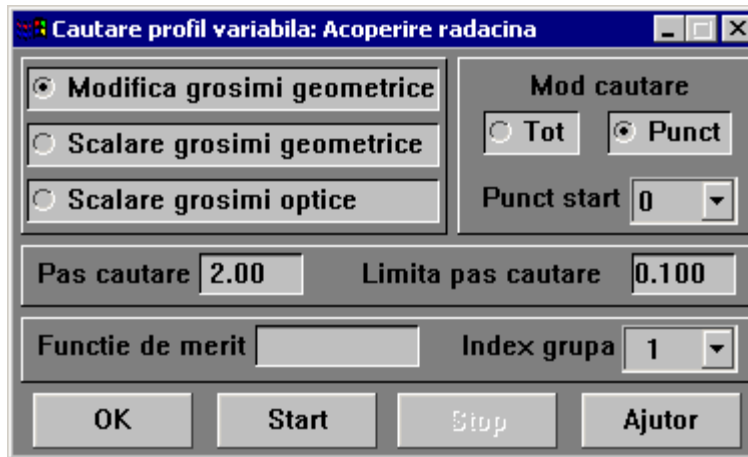 Cautare profil variabila: Acoperire radacina
Modifica grosimi geometrice
Scalare grosimi geometrice
Scalare grosimi optice
Mod cautare
Tot Punct
Punct start 0
Pas cautare 2.00 Limita pas cautare 0.100
Functie de merit Index grupa 1
OK Start Stop Ajutor